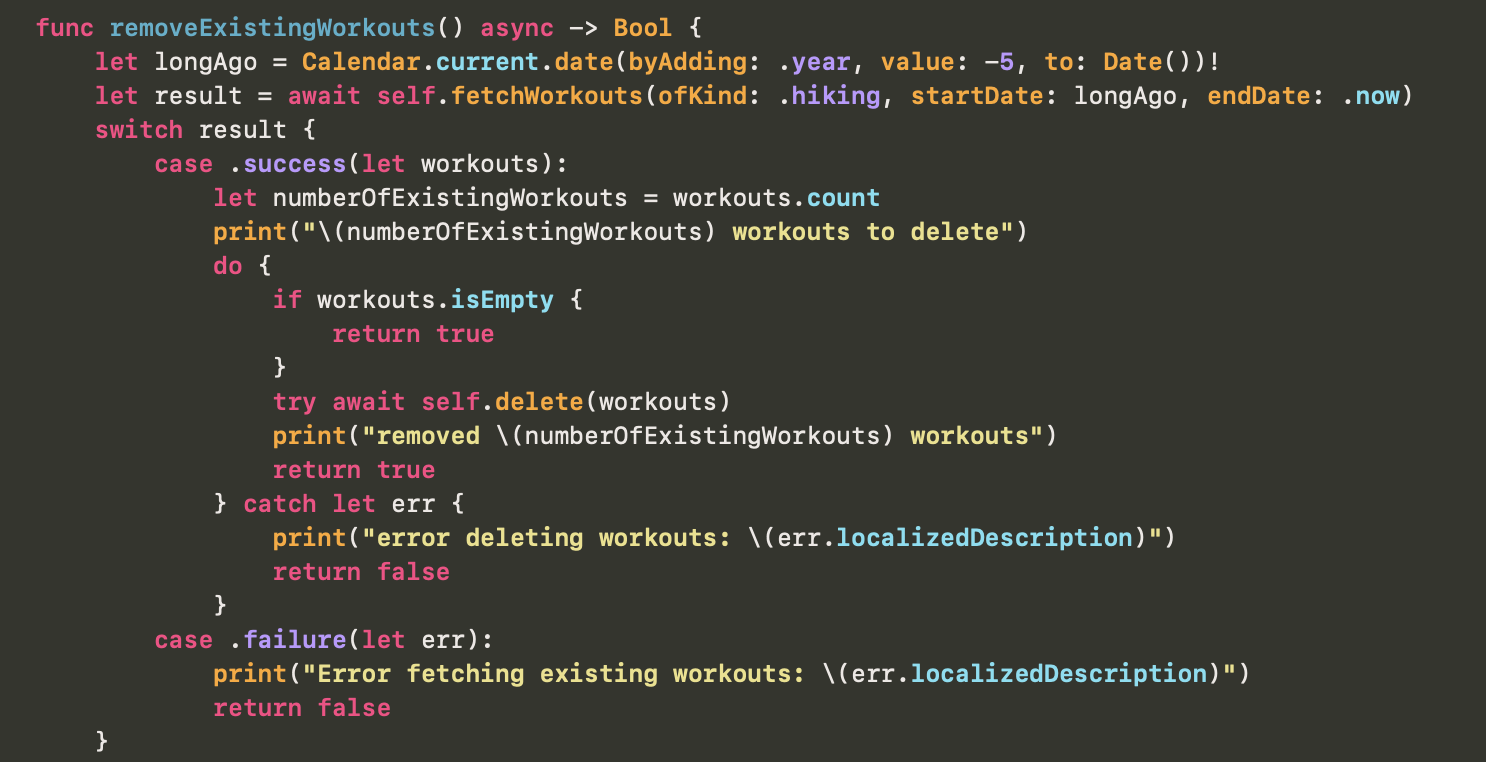 func removeExistingWorkouts() async -> Bool {
    let longAgo = Calendar.current.date(byAdding: .year, value: -5, to: Date())!
    let result = await self.fetchWorkouts(ofKind: .hiking, startDate: longAgo, endDate: .now)
    switch result {
        case .success(let workouts):
            let numberOfExistingWorkouts = workouts.count
            print("\(numberOfExistingWorkouts) workouts to delete")
            do {
                if workouts.isEmpty {
                    return true
                }
                try await self.delete(workouts)
                print("removed \(numberOfExistingWorkouts) workouts")
                return true
            } catch let err {
                print("error deleting workouts: \(err.localizedDescription)")
                return false
            }
        case .failure(let err):
            print("Error fetching existing workouts: \(err.localizedDescription)")
            return false
    }